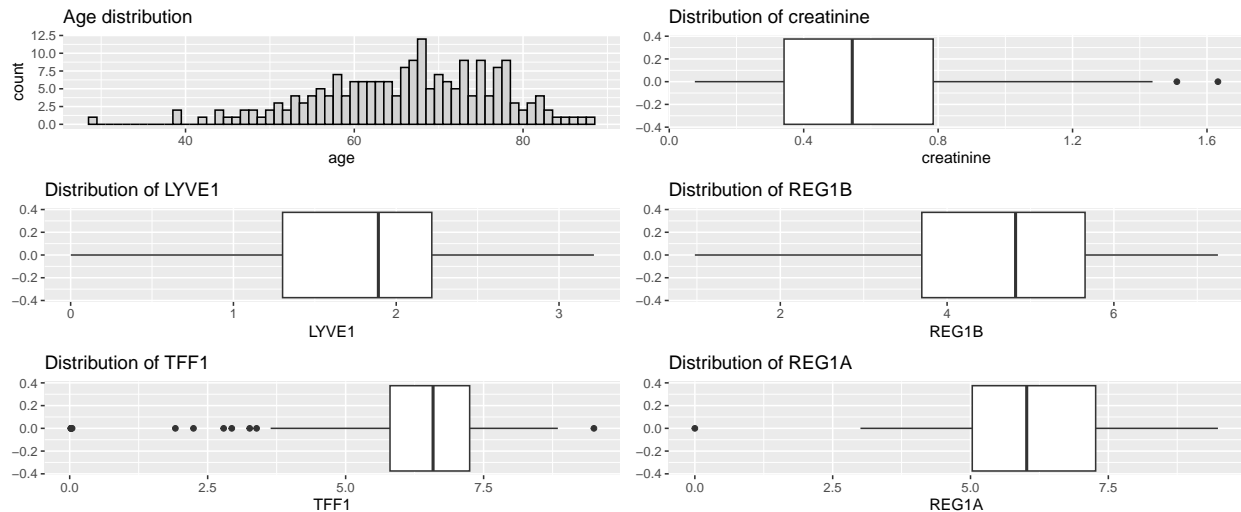 Age distribution
12.5
10.0
7.5
5.0
2.5
0.0
count
40 60 80
age
Distribution of creatinine
0.4
0.2
0.0
−0.2
−0.4
0.0 0.4 0.8 1.2 1.6
creatinine
Distribution of LYVE1
0.4
0.2
0.0
−0.2
−0.4
0 1 2 3
LYVE1
Distribution of REG1B
0.4
0.2
0.0
−0.2
−0.4
2 4 6
REG1B
Distribution of TFF1
0.4
0.2
0.0
−0.2
−0.4
0.0 2.5 5.0 7.5
TFF1
Distribution of REG1A
0.4
0.2
0.0
−0.2
−0.4
0.0 2.5 5.0 7.5
REG1A